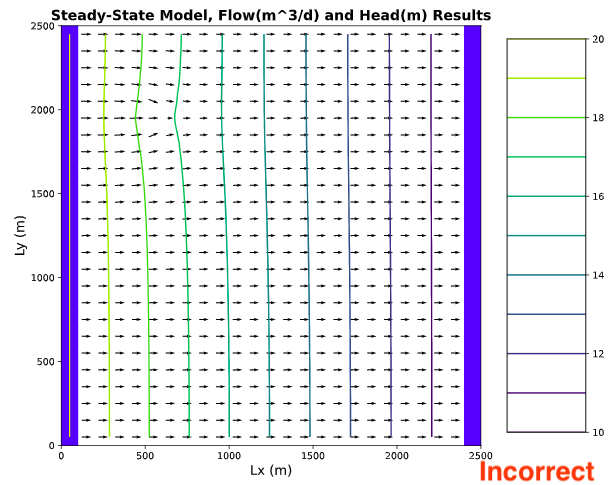 Steady-State Model, Flow(m^3/d) and Head(m) Results
2500
2000
1500
1000
500
0
Ly (m)
0 500 1000 1500 2000 2500
Lx (m)
20
18
16
14
12
10
Incorrect